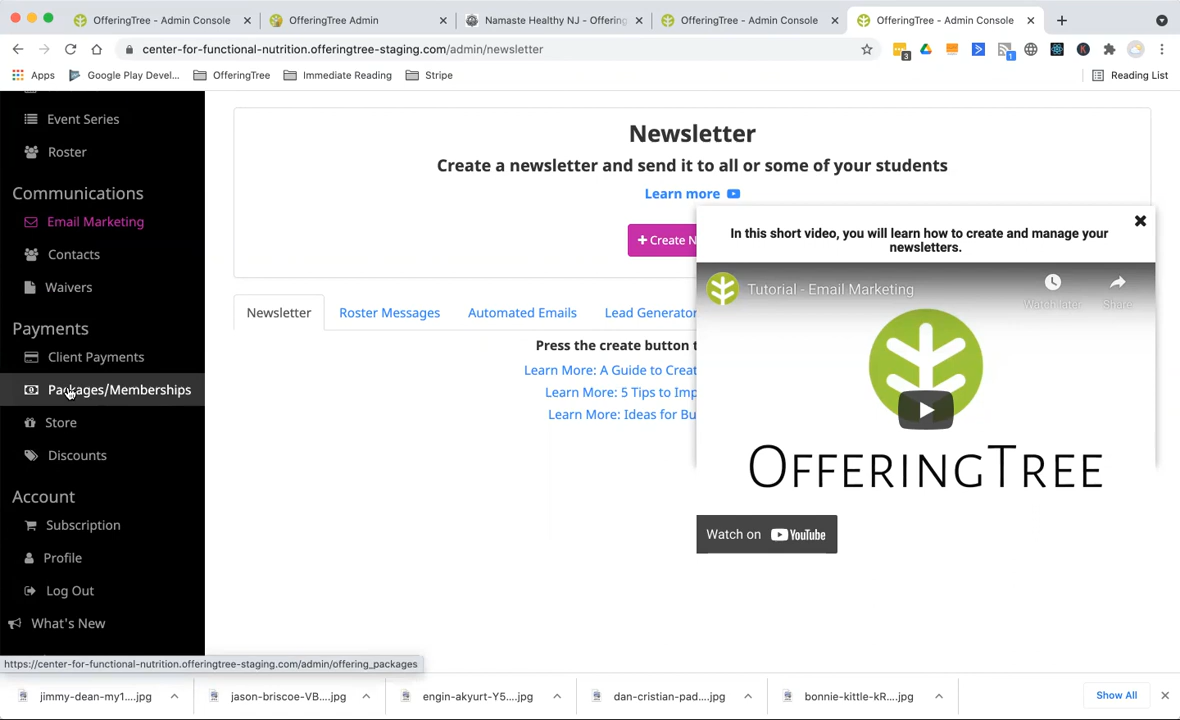 OfferingTree - Admin Console
OfferingTree Admin
Namaste Healthy NJ - Offering
OfferingTree - Admin Console
OfferingTree - Admin Console
center-for-functional-nutrition.offeringtree-staging.com/admin/newsletter
3
1
Apps
Google Play Devel...
OfferingTree
Immediate Reading
Stripe
Reading List
Event Series
Roster
Communications
Email Marketing
Contacts
Waivers
Payments
Client Payments
Packages/Memberships
Store
Discounts
Account
Subscription
Profile
Log Out
What's New
Newsletter
Create a newsletter and send it to all or some of your students
Learn more
+ Create N
Newsletter
Roster Messages
Automated Emails
Lead Generator
Press the create button t
Learn More: A Guide to Creat
Learn More: 5 Tips to Imp
Learn More: Ideas for Bu
In this short video, you will learn how to create and manage your
newsletters.
Tutorial - Email Marketing
Watch later
Share
OFFERINGTREE
Watch on YouTube
https://center-for-functional-nutrition.offeringtree-staging.com/admin/offering_packages
jimmy-dean-my1....jpg
jason-briscoe-VB....jpg
engin-akyurt-Y5....jpg
dan-cristian-pad....jpg
bonnie-kittle-kR....jpg
Show All